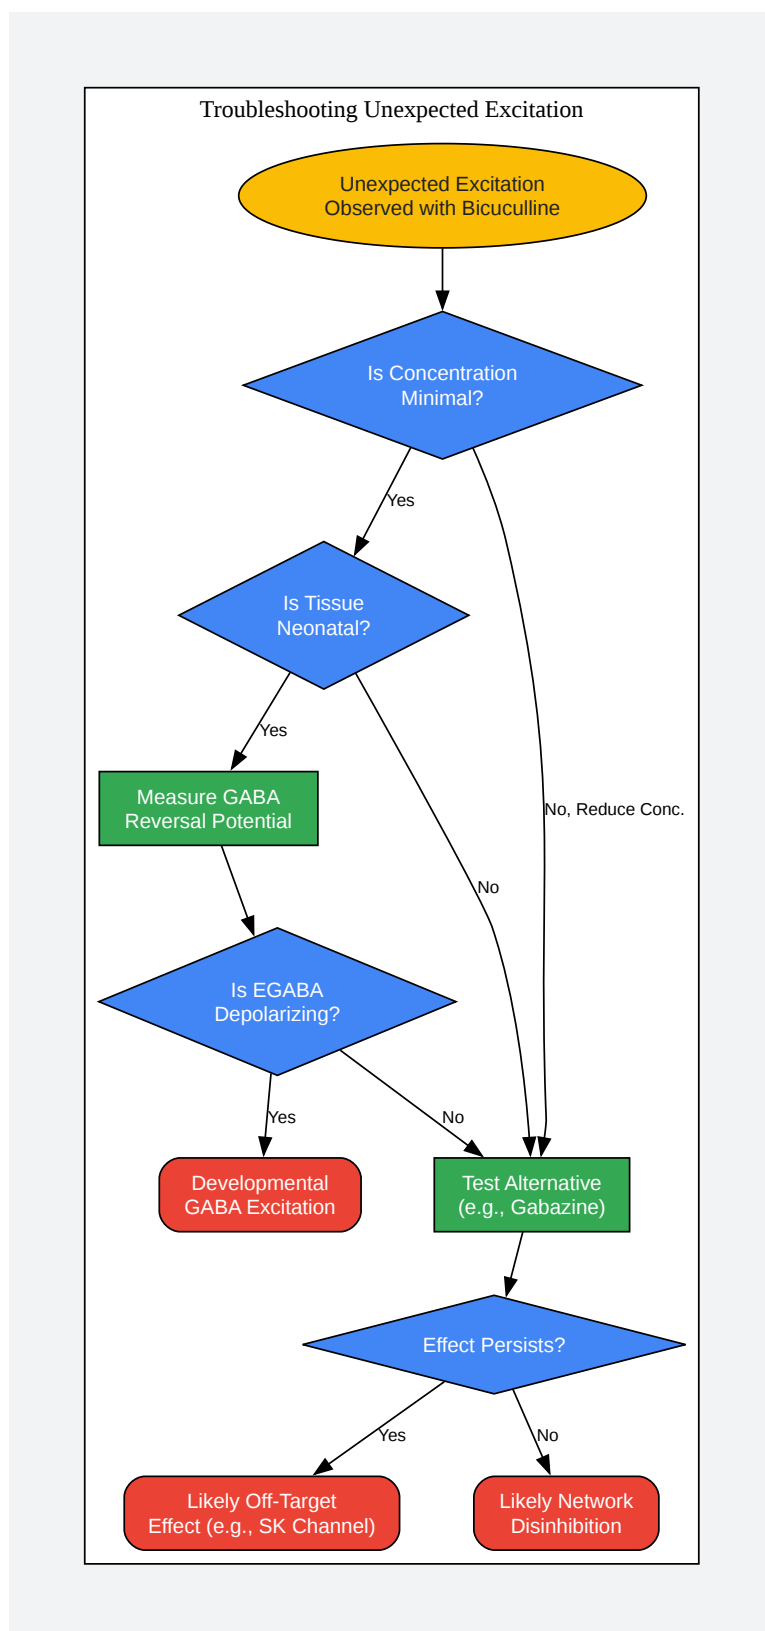 Troubleshooting Unexpected Excitation
Unexpected Excitation
Observed with Bicuculline
Is Concentration
Minimal?
Yes
Is Tissue
Neonatal?
Yes
Measure GABA
Reversal Potential
No, Reduce Conc.
No
Is EGABA
Depolarizing?
Yes
No
Developmental
GABA Excitation
Test Alternative
(e.g., Gabazine)
Effect Persists?
Yes
No
Likely Off-Target
Effect (e.g., SK Channel)
Likely Network
Disinhibition